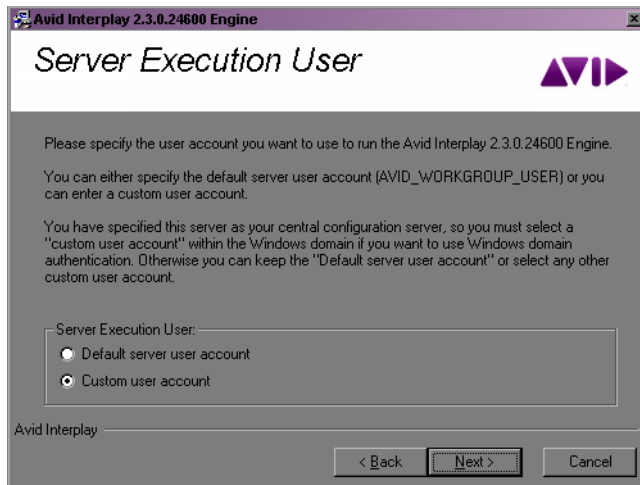 Avid Interplay 2.3.0.24600 Engine
Server Execution User
AVID
Please specify the user account you want to use to run the Avid Interplay 2.3.0.24600 Engine.
You can either specify the default server user account (AVID_WORKGROUP_USER) or you
can enter a custom user account.
You have specified this server as your central configuration server, so you must select a
"custom user account" within the Windows domain if you want to use Windows domain
authentication. Otherwise you can keep the "Default server user account" or select any other
custom user account.
Server Execution User:
Default server user account
Custom user account
Avid Interplay
< Back Next > Cancel